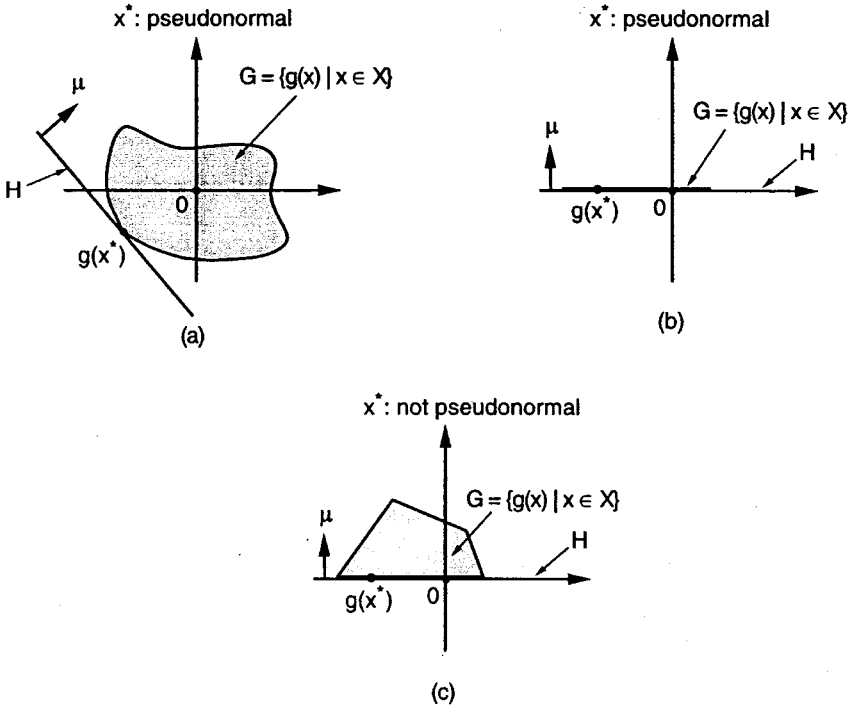 x*: pseudonormal
G = {g(x) | x ∈ X}
μ
H
0
g(x*)
(a)
x*: pseudonormal
G = {g(x) | x ∈ X}
μ
H
g(x*)
0
(b)
x*: not pseudonormal
G = {g(x) | x ∈ X}
μ
H
g(x*)
0
(c)